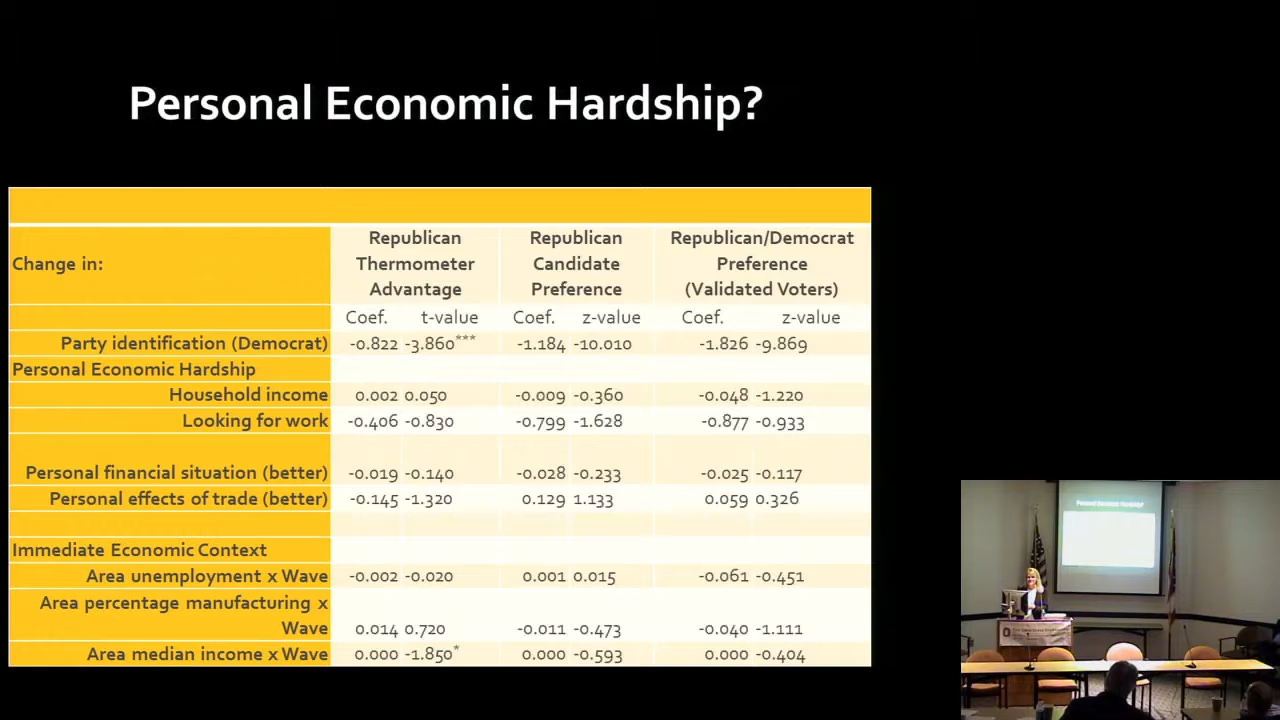 Personal Economic Hardship?
Change in:
Republican Thermometer Advantage
Republican Candidate Preference
Republican/Democrat Preference (Validated Voters)
Coef. t-value Coef. z-value Coef. z-value
Party identification (Democrat) -0.822 -3.860*** -1.184 -10.010 -1.826 -9.869
Personal Economic Hardship
Household income 0.002 0.050 -0.009 -0.360 -0.048 -1.220
Looking for work -0.406 -0.830 -0.799 -1.628 -0.877 -0.933
Personal financial situation (better) -0.019 -0.140 -0.028 -0.233 -0.025 -0.117
Personal effects of trade (better) -0.145 -1.320 0.129 1.133 0.059 0.326
Immediate Economic Context
Area unemployment x Wave -0.002 -0.020 0.001 0.015 -0.061 -0.451
Area percentage manufacturing x
Wave 0.014 0.720 -0.011 -0.473 -0.040 -1.111
Area median income x Wave 0.000 -1.850* 0.000 -0.593 0.000 -0.404
Personal Economic Hardship?